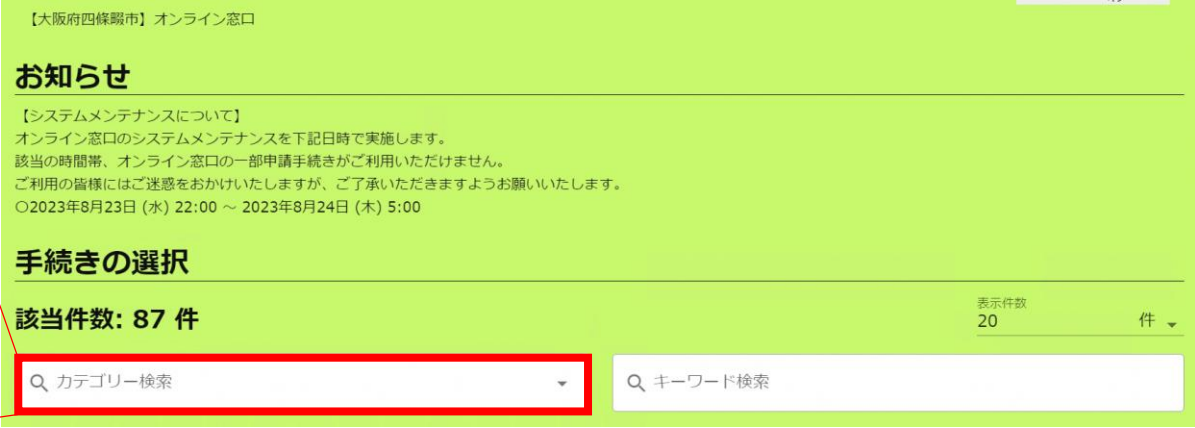 【大阪府四條畷市】オンライン窓口
お知らせ
【システムメンテナンスについて】
オンライン窓口のシステムメンテナンスを下記日時で実施します。
該当の時間帯、オンライン窓口の一部申請手続きがご利用いただけません。
ご利用の皆様にはご迷惑をおかけいたしますが、ご了承いただきますようお願いいたします。
○2023年8月23日 (水) 22:00 ～ 2023年8月24日 (木) 5:00
手続きの選択
該当件数: 87 件
表示件数
20 件
カテゴリー検索
キーワード検索